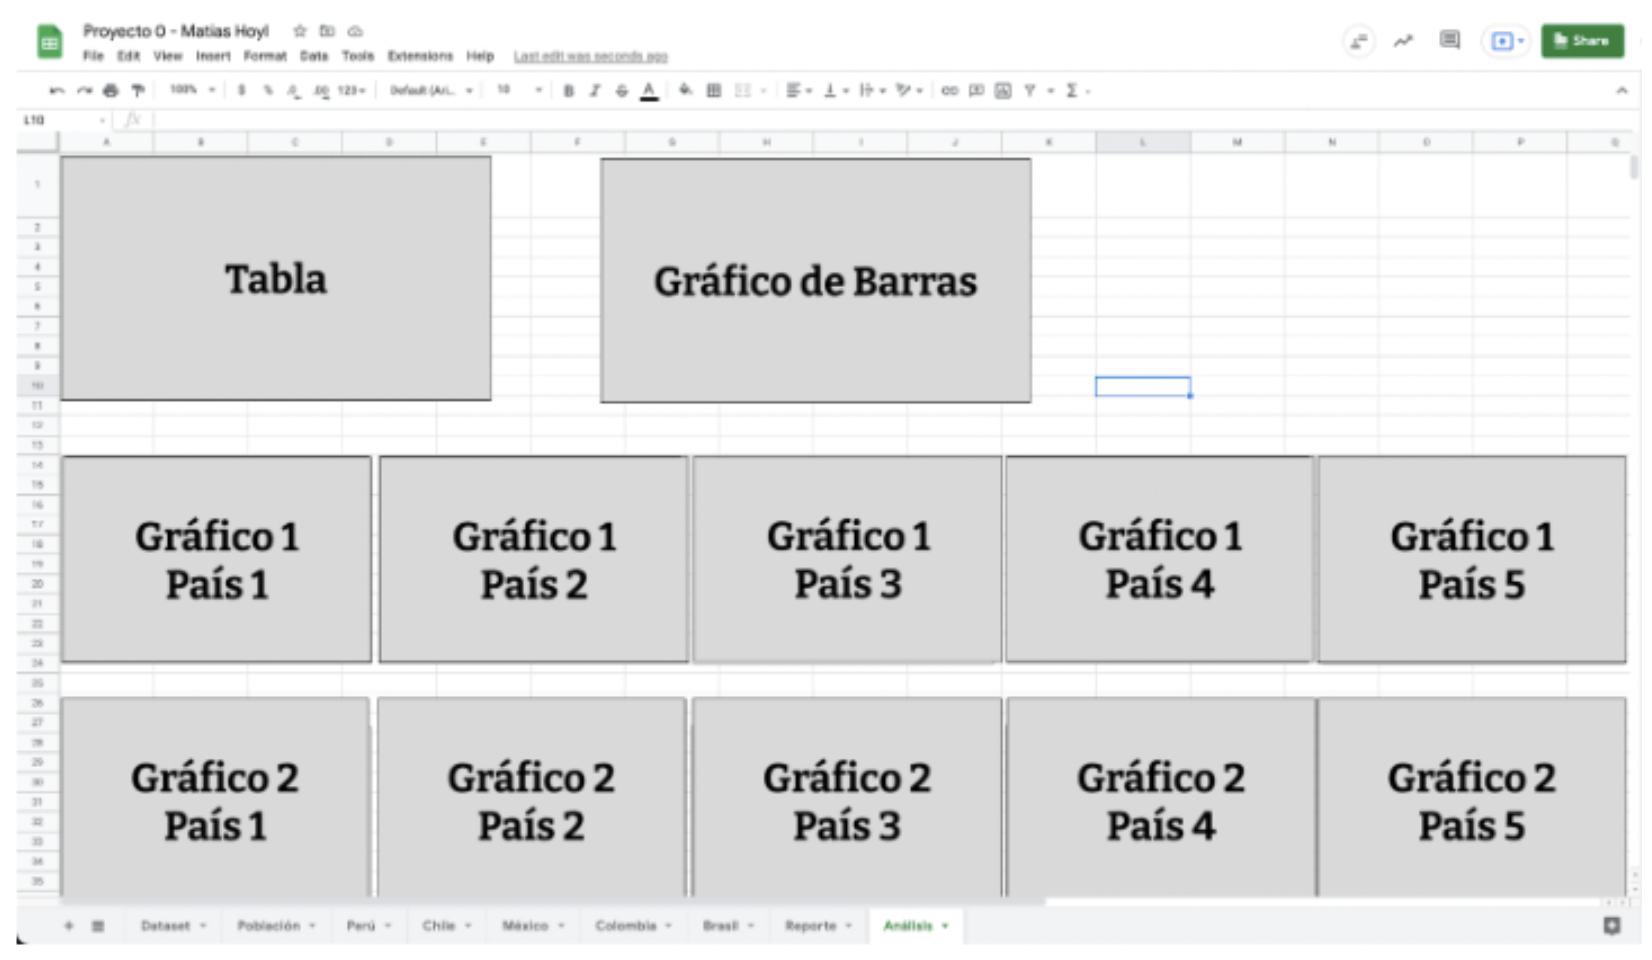 Proyecto 0 - Matias Hoyl
File Edit View Insert Format Data Tools Extensions Help Last edit was seconds ago
Share
100% $ % .0 .00 123 Default (Ari... 10 B I S A
L10 fx
A B C D E F G H I J K L M N O P Q
1
2
3
4
5
6
7
8
9
10
11
12
13
Tabla
Gráfico de Barras
14
15
16
17
18
19
20
21
22
23
24
25
Gráfico 1
País 1
Gráfico 1
País 2
Gráfico 1
País 3
Gráfico 1
País 4
Gráfico 1
País 5
26
27
28
29
30
31
32
33
34
35
Gráfico 2
País 1
Gráfico 2
País 2
Gráfico 2
País 3
Gráfico 2
País 4
Gráfico 2
País 5
Dataset Población Perú Chile México Colombia Brasil Reporte Análisis